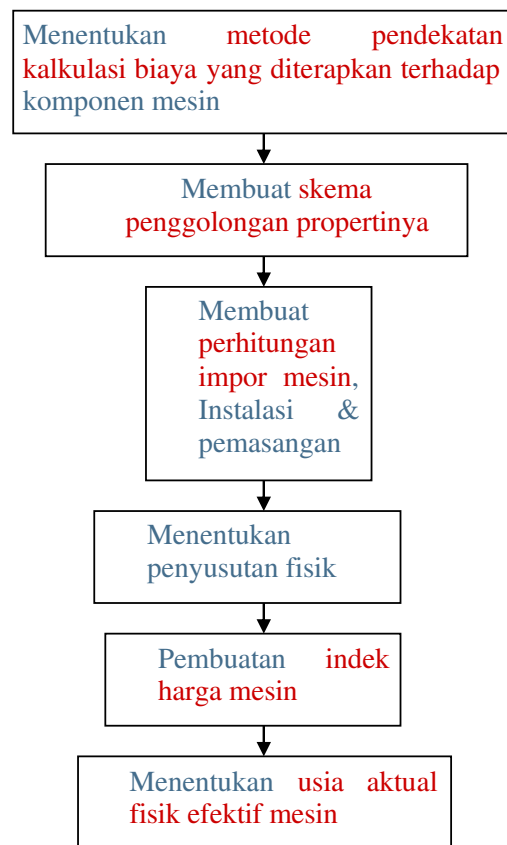 Menentukan metode pendekatan
kalkulasi biaya yang diterapkan terhadap
komponen mesin
Membuat skema
penggolongan propertinya
Membuat
perhitungan
impor mesin,
Instalasi &
pemasangan
Menentukan
penyusutan fisik
Pembuatan indek
harga mesin
Menentukan usia aktual
fisik efektif mesin